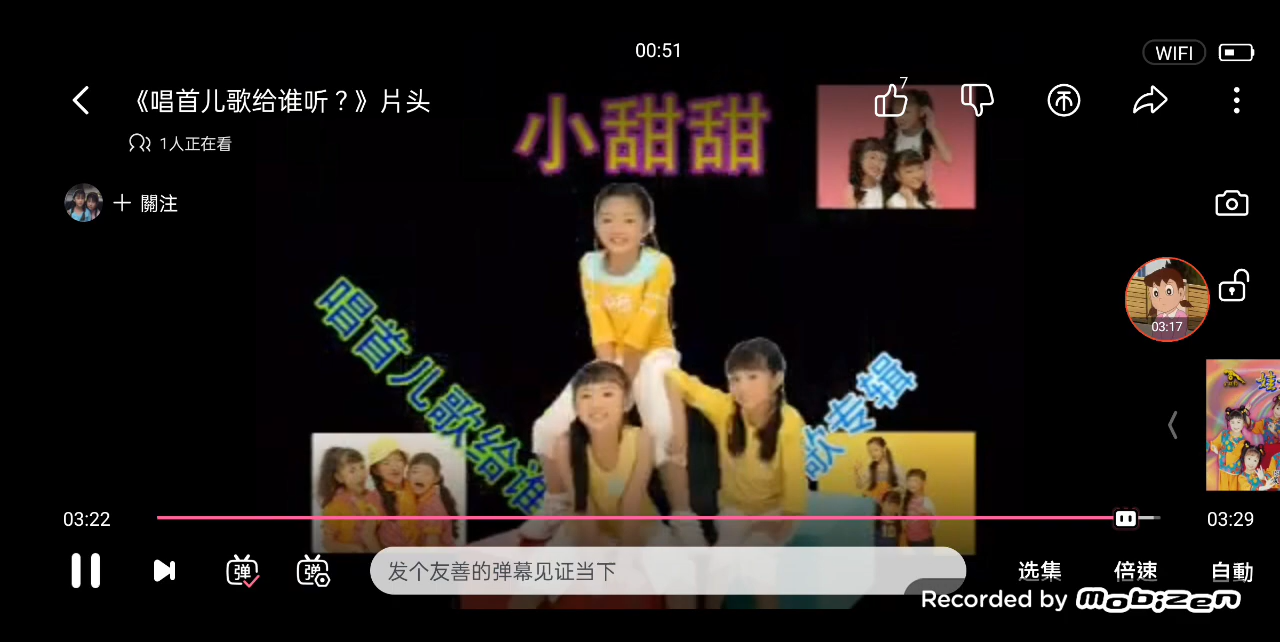 00:51
WIFI
《唱首儿歌给谁听？》片头
7
1人正在看
小甜甜
關注
唱首儿歌给谁
歌专辑
03:17
03:22
03:29
弹
弹
发个友善的弹幕见证当下
选集
倍速
自動
Recorded by mobizen